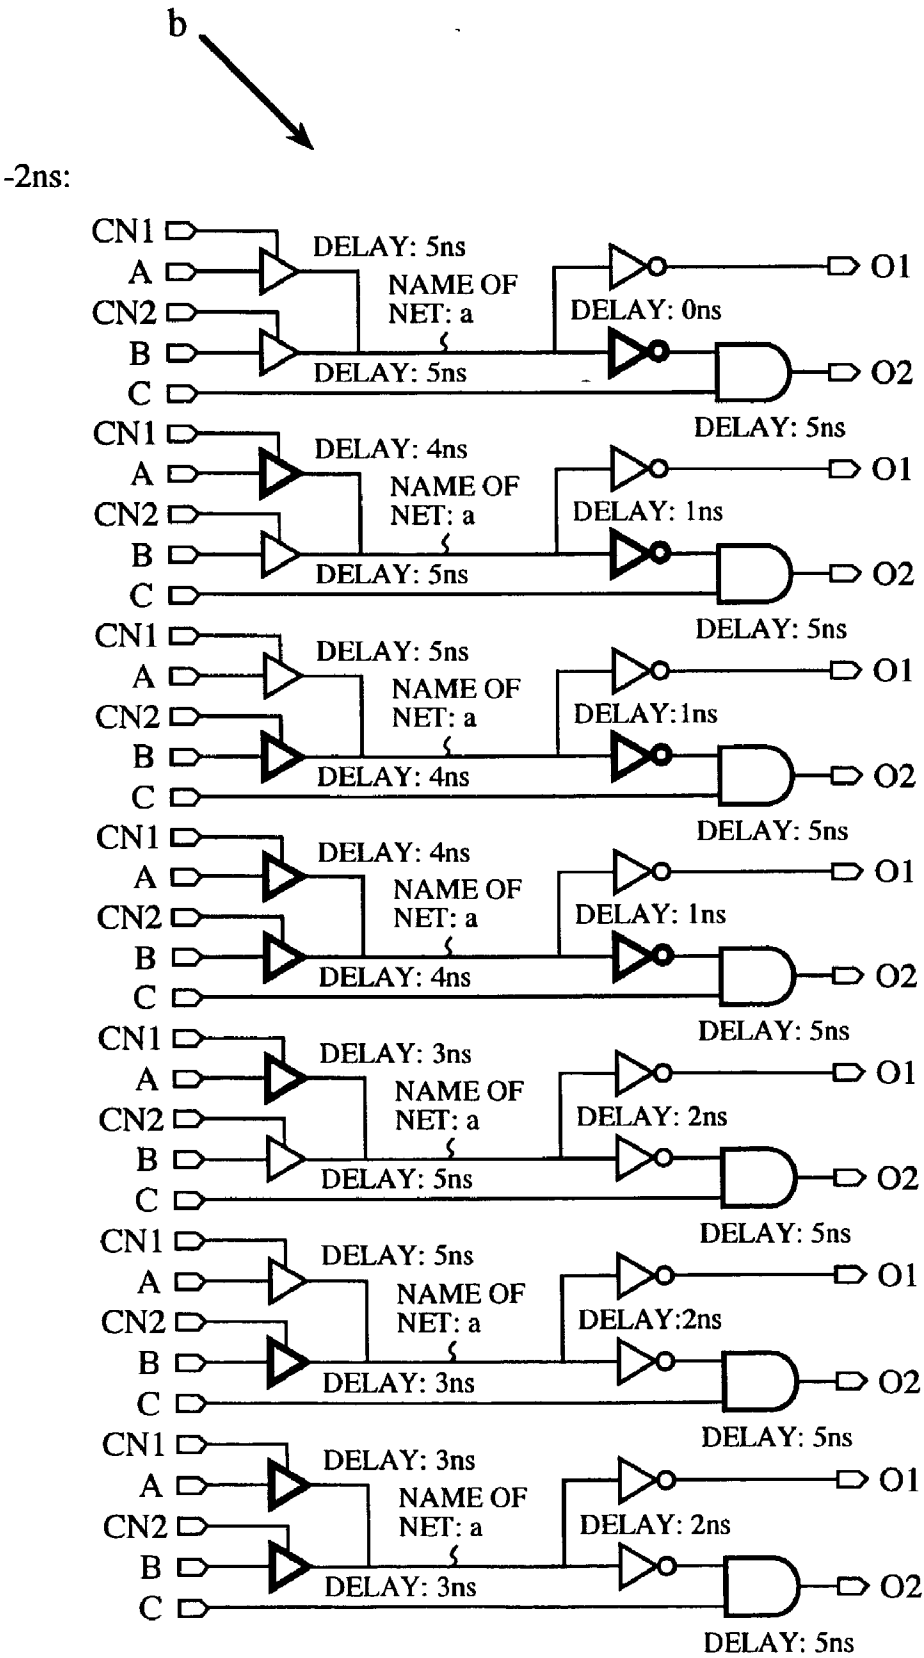 b
-2ns:
CN1
DELAY: 5ns
A
NAME OF
NET: a
O1
CN2
DELAY: 0ns
B
DELAY: 5ns
O2
C
DELAY: 5ns
CN1
DELAY: 4ns
A
NAME OF
NET: a
O1
CN2
DELAY: 1ns
B
DELAY: 5ns
O2
C
DELAY: 5ns
CN1
DELAY: 5ns
A
NAME OF
NET: a
O1
CN2
DELAY:1ns
B
DELAY: 4ns
O2
C
DELAY: 5ns
CN1
DELAY: 4ns
A
NAME OF
NET: a
O1
CN2
DELAY: 1ns
B
DELAY: 4ns
O2
C
DELAY: 5ns
CN1
DELAY: 3ns
A
NAME OF
NET: a
O1
CN2
DELAY: 2ns
B
DELAY: 5ns
O2
C
DELAY: 5ns
CN1
DELAY: 5ns
A
NAME OF
NET: a
O1
CN2
DELAY:2ns
B
DELAY: 3ns
O2
C
DELAY: 5ns
CN1
DELAY: 3ns
A
NAME OF
NET: a
O1
CN2
DELAY: 2ns
B
DELAY: 3ns
O2
C
DELAY: 5ns